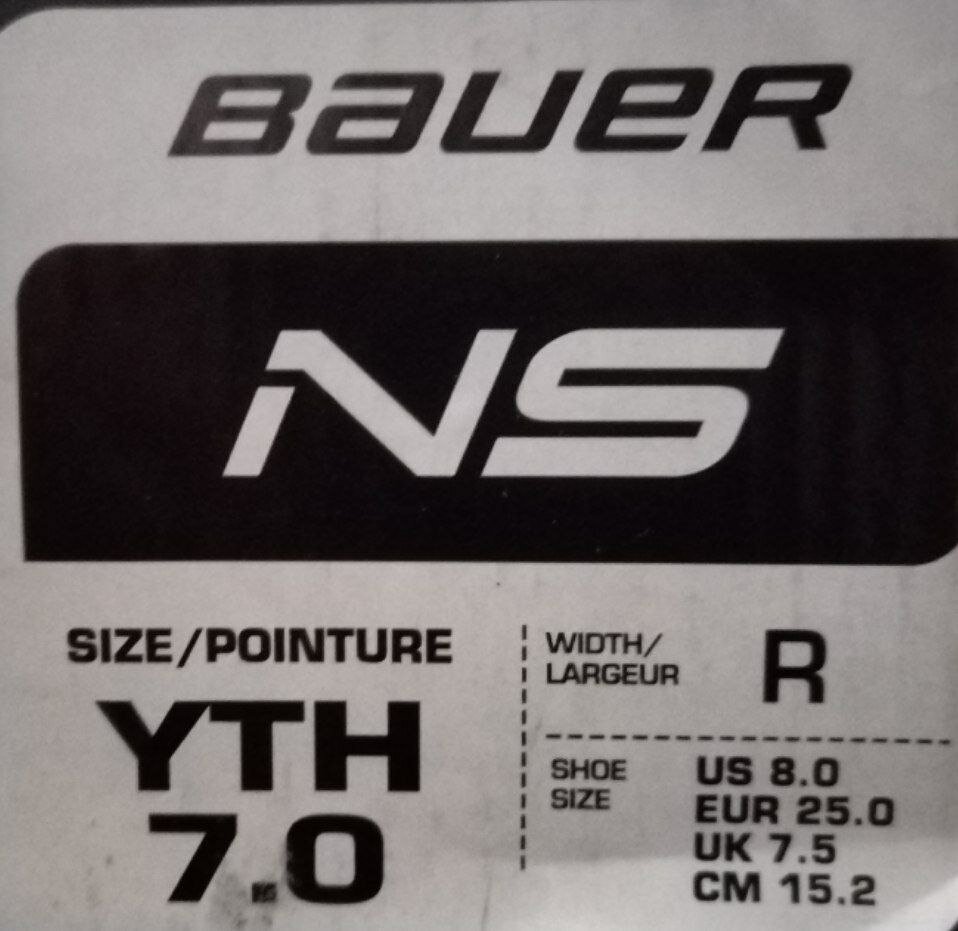 BAUER
NS
SIZE/POINTURE
YTH
7.0
WIDTH/
LARGEUR
R
SHOE
SIZE
US 8.0
EUR 25.0
UK 7.5
CM 15.2